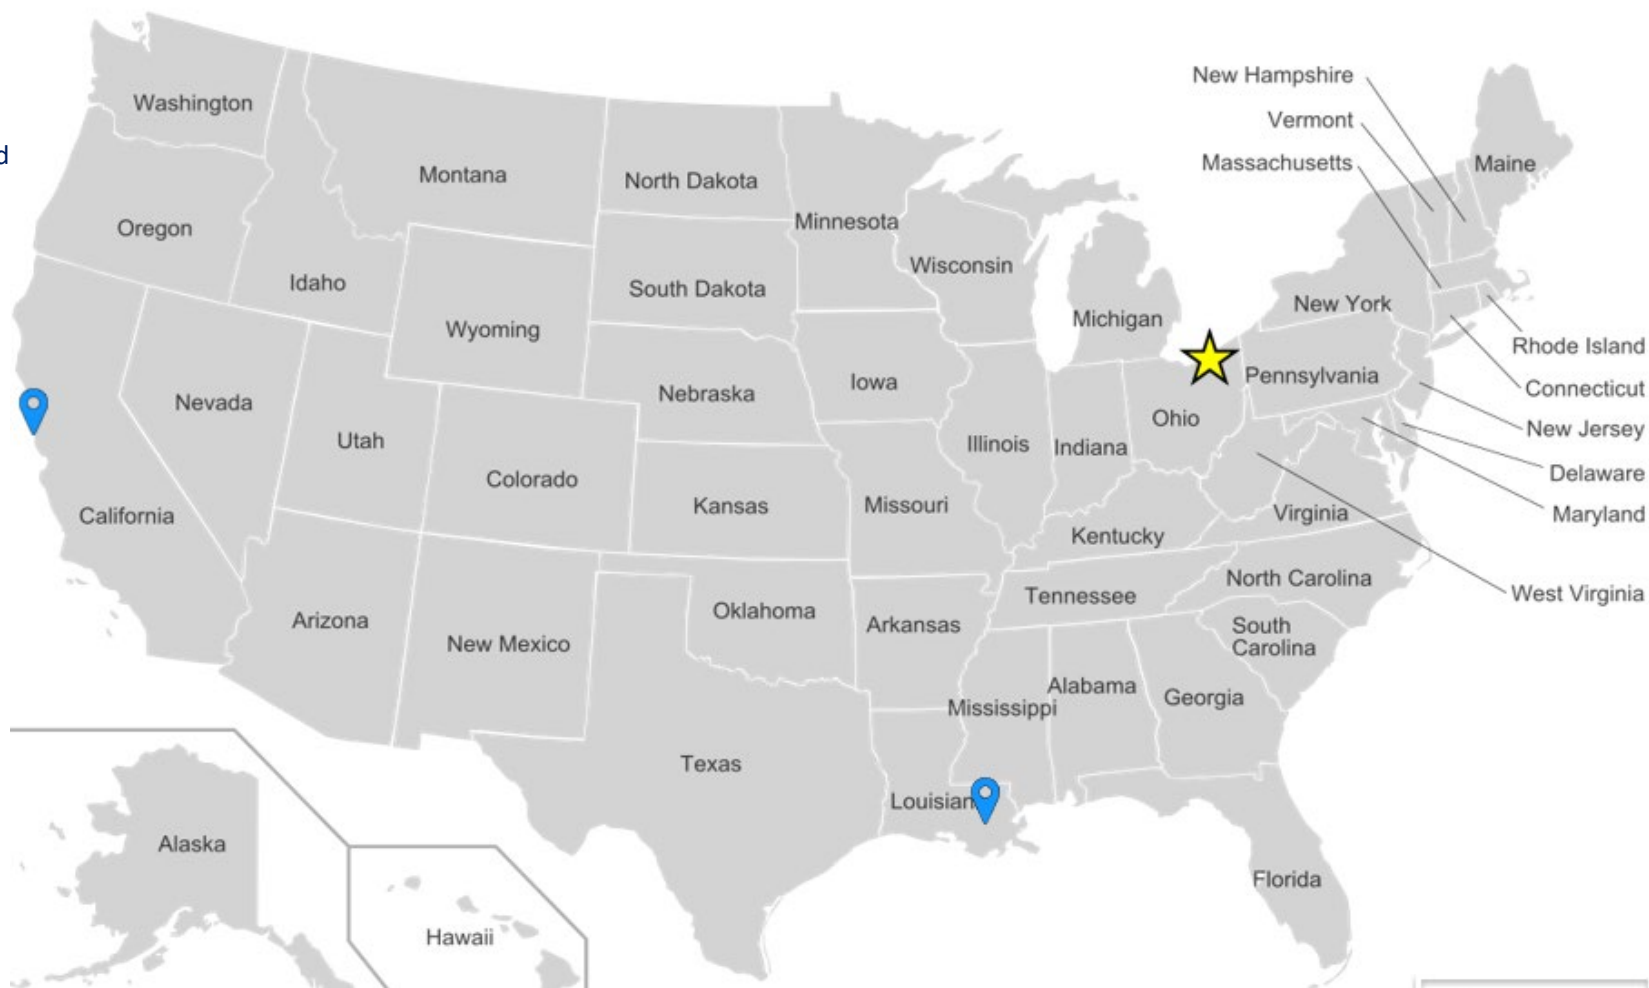 New Hampshire
Washington
Vermont
d
Massachusetts
Maine
Montana
North Dakota
Minnesota
Oregon
Wisconsin
Idaho
South Dakota
New York
Michigan
Wyoming
Rhode Island
Pennsylvania
Iowa
Connecticut
Nebraska
Nevada
Ohio
New Jersey
Utah
Illinois
Indiana
Delaware
Colorado
Missouri
Kansas
Virginia
Maryland
California
Kentucky
North Carolina
West Virginia
Tennessee
Oklahoma
Arizona
Arkansas
South
Carolina
New Mexico
Alabama
Georgia
Mississippi
Texas
Louisian
Alaska
Florida
Hawaii